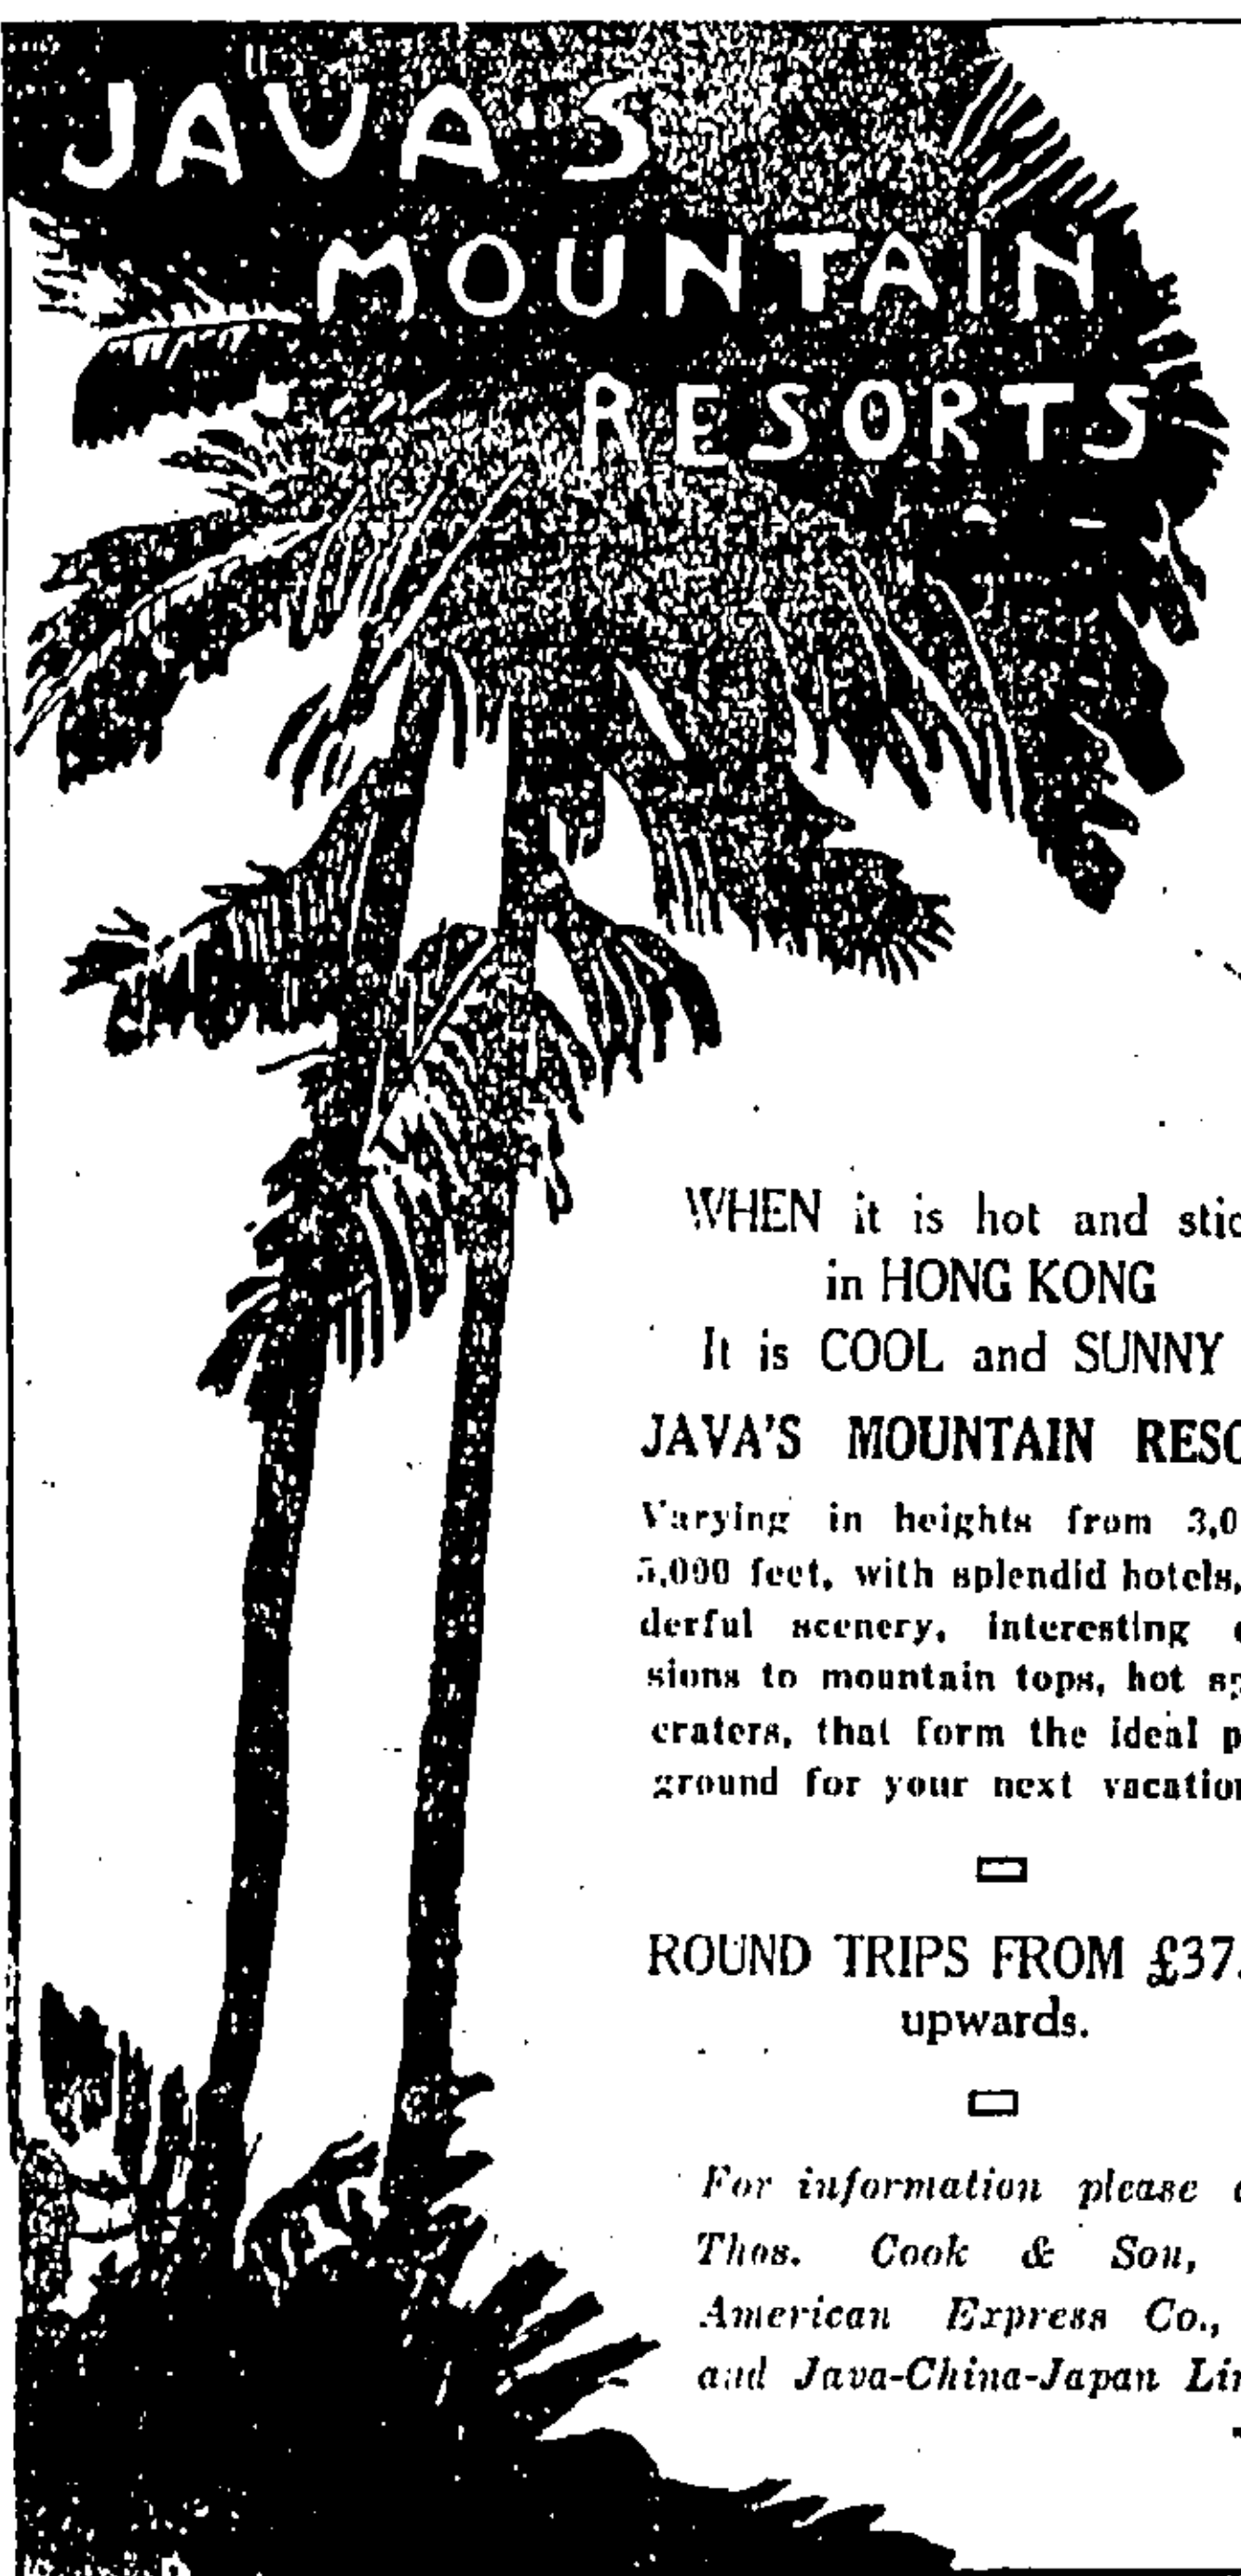 JAVA'S
MOUNTAIN
RESORTS
WHEN it is hot and stic
in HONG KONG
It is COOL and SUNNY
JAVA'S MOUNTAIN RESO
Varying in heights from 3,0
5,000 feet, with splendid hotels,
derful scenery, interesting
sions to mountain tops, hot sp
craters, that form the ideal p
ground for your next vacation
ROUND TRIPS FROM £37.
upwards.
For information please
Thos. Cook & Son,
American Express Co.,
and Java-China-Japan Lin